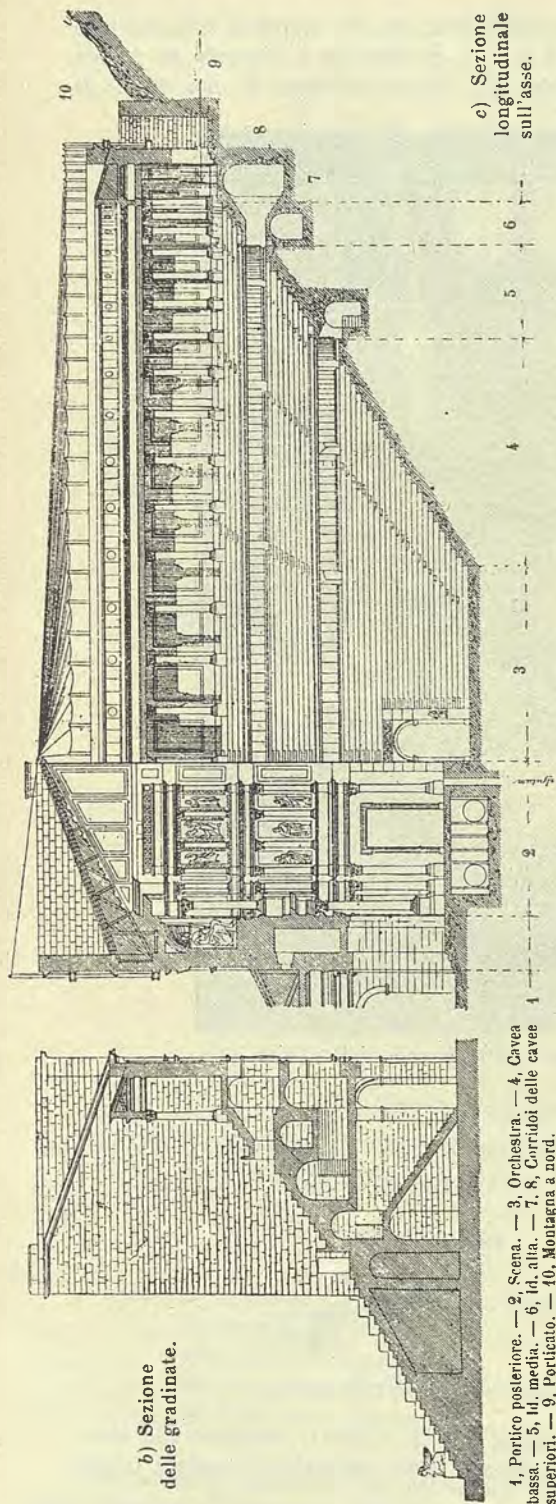 b) Sezione
delle gradinate.
c) Sezione
longitudinale
sull'asse.
10
9
8
7
6
5
4
3
2
1
1, Portico posteriore. — 2, Scena. — 3, Orchestra. — 4, Cavea
bassa. — 5, Id. media. — 6, Id. alta. — 7, 8, Corridoi delle cavee
superiori. — 9, Porticato. — 10, Montagna a nord.